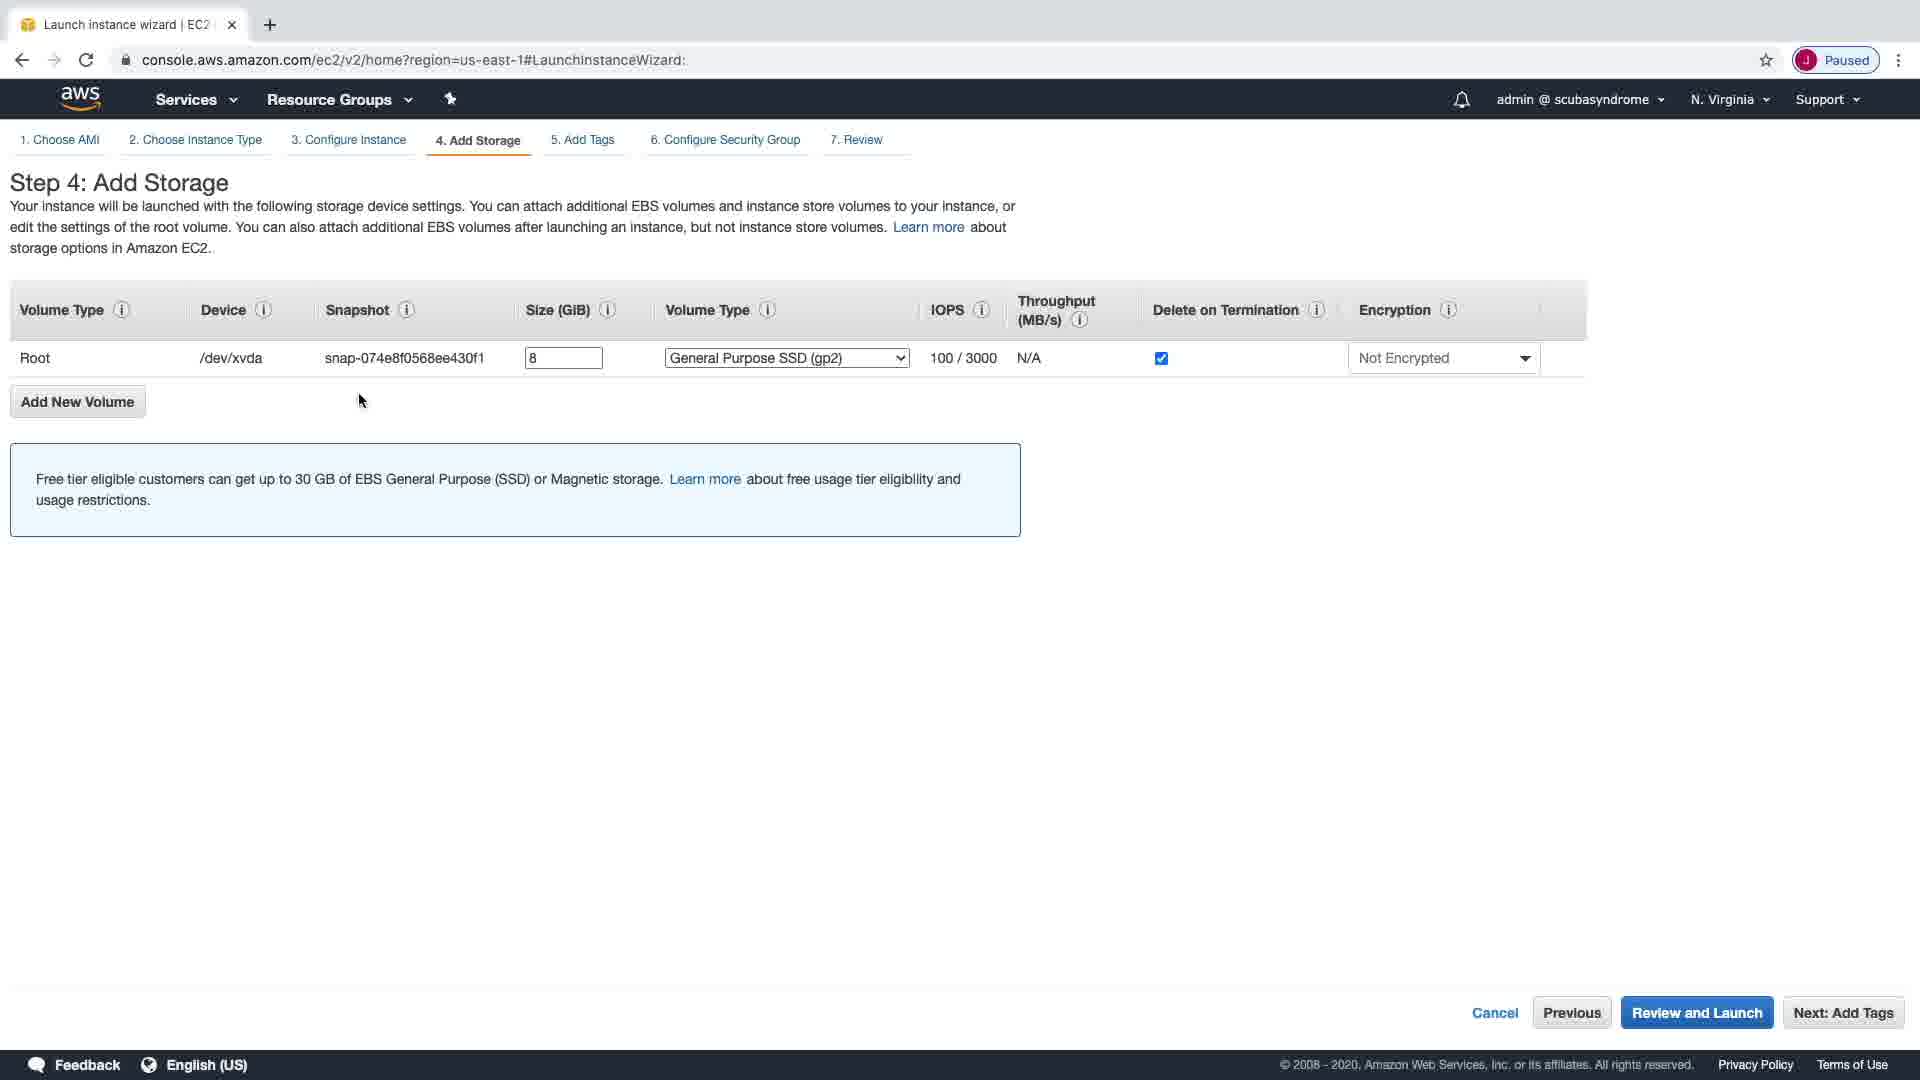 Launch instance wizard | EC2
console.aws.amazon.com/ec2/v2/home?region=us-east-1#LaunchInstanceWizard:
J Paused
aws Services Resource Groups admin @ scubasyndrome N. Virginia Support
1. Choose AMI 2. Choose Instance Type 3. Configure Instance 4. Add Storage 5. Add Tags 6. Configure Security Group 7. Review
Step 4: Add Storage
Your instance will be launched with the following storage device settings. You can attach additional EBS volumes and instance store volumes to your instance, or
edit the settings of the root volume. You can also attach additional EBS volumes after launching an instance, but not instance store volumes. Learn more about
storage options in Amazon EC2.
Volume Type i Device i Snapshot i Size (GiB) i Volume Type i IOPS i Throughput (MB/s) i Delete on Termination i Encryption i
Root /dev/xvda snap-074e8f0568ee430f1 8 General Purpose SSD (gp2) 100 / 3000 N/A Not Encrypted
Add New Volume
Free tier eligible customers can get up to 30 GB of EBS General Purpose (SSD) or Magnetic storage. Learn more about free usage tier eligibility and
usage restrictions.
Cancel Previous Review and Launch Next: Add Tags
Feedback English (US) © 2008 - 2020, Amazon Web Services, Inc. or its affiliates. All rights reserved. Privacy Policy Terms of Use